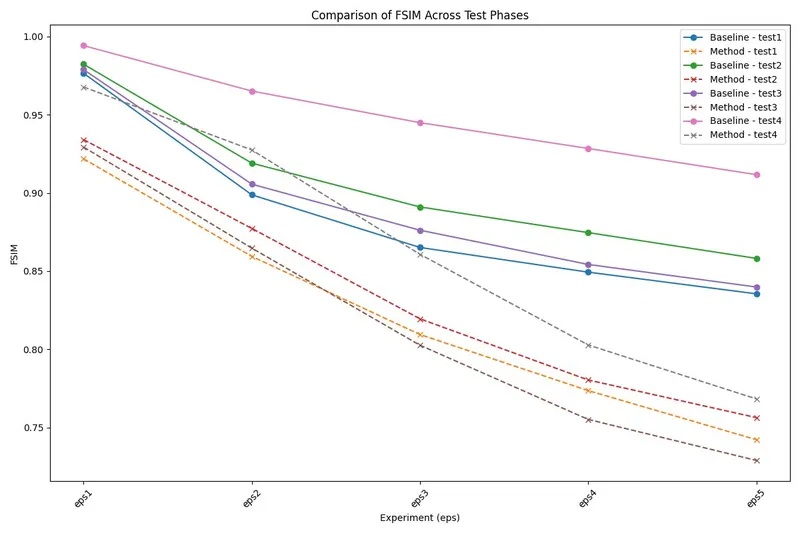 Comparison of FSIM Across Test Phases
1.00
0.95
0.90
0.85
0.80
0.75
FSIM
Baseline - test1
Method - test1
Baseline - test2
Method - test2
Baseline - test3
Method - test3
Baseline - test4
Method - test4
eps1
eps2
eps3
eps4
eps5
Experiment (eps)